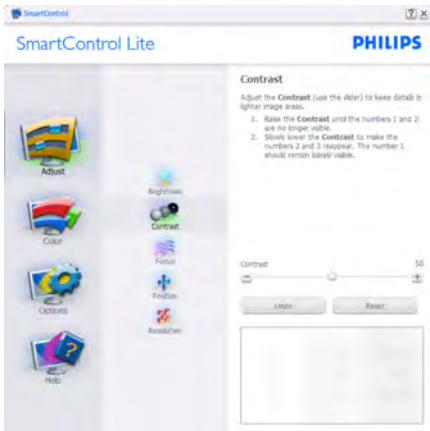 SmartControl
SmartControl Lite
PHILIPS
Contrast
Adjust the Contrast (use the slider) to keep details in
lighter image areas.
1. Raise the Contrast until the numbers 1 and 2
are no longer visible.
2. Slowly lower the Contrast to make the
numbers 2 and 3 reappear. The number 1
should remain barely visible.
Adjust
Brightness
Contrast
Color
Focus
Contrast
50
Position
Options
Undo
Reset
Resolution
Help